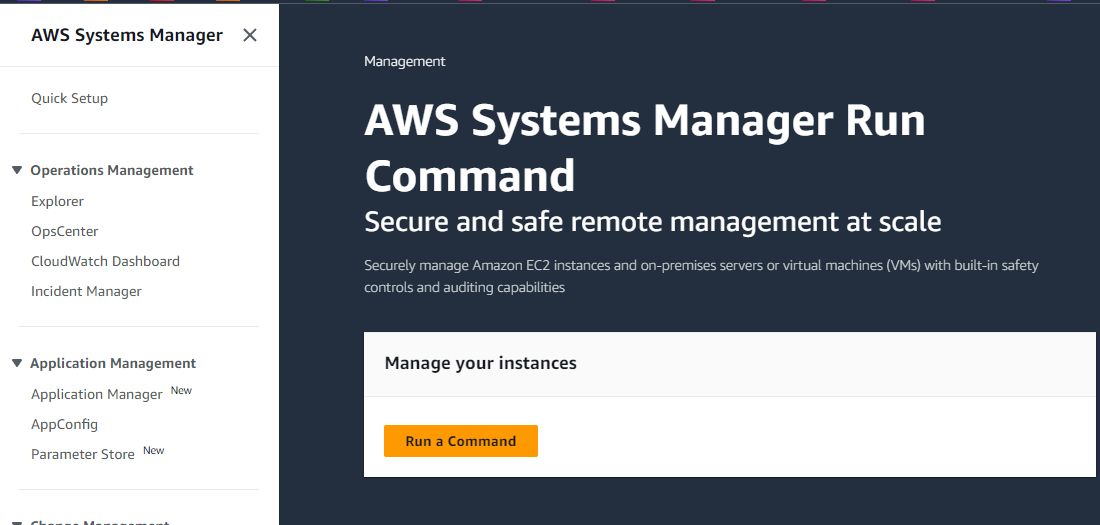 AWS Systems Manager
Quick Setup
Operations Management
Explorer
OpsCenter
CloudWatch Dashboard
Incident Manager
Application Management
Application Manager New
AppConfig
Parameter Store New
Change Management
Management
AWS Systems Manager Run
Command
Secure and safe remote management at scale
Securely manage Amazon EC2 instances and on-premises servers or virtual machines (VMs) with built-in safety
controls and auditing capabilities
Manage your instances
Run a Command